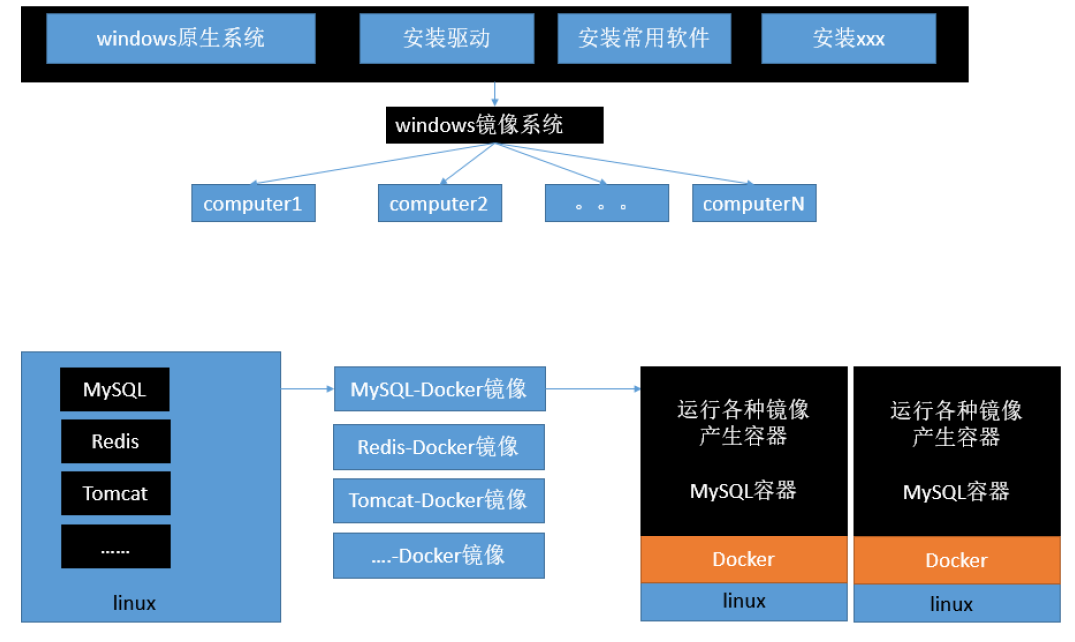 windows原生系统
安装驱动
安装常用软件
安装xxx
windows镜像系统
computer1
computer2
。。。
computerN
MySQL
Redis
Tomcat
......
linux
MySQL-Docker镜像
Redis-Docker镜像
Tomcat-Docker镜像
....-Docker镜像
运行各种镜像
产生容器
MySQL容器
Docker
linux
运行各种镜像
产生容器
MySQL容器
Docker
linux